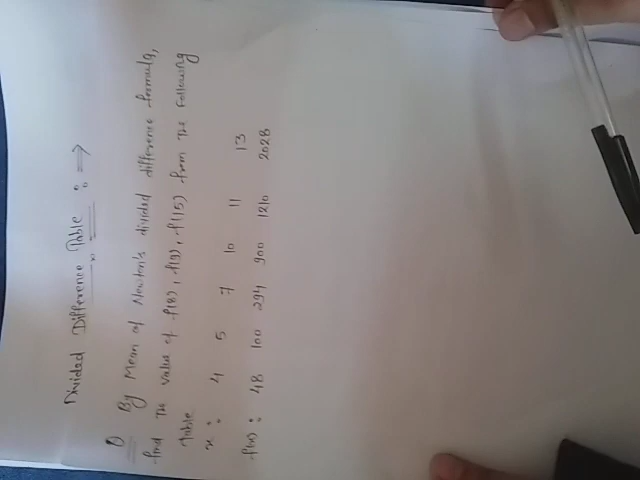 Divided Difference Table : ⇒
① By Mean of Newton's divided difference formula,
find the value of f(8), f(9), f(15) from the following
table
x : 4 5 7 10 11 13
f(x) : 48 100 294 900 1210 2028